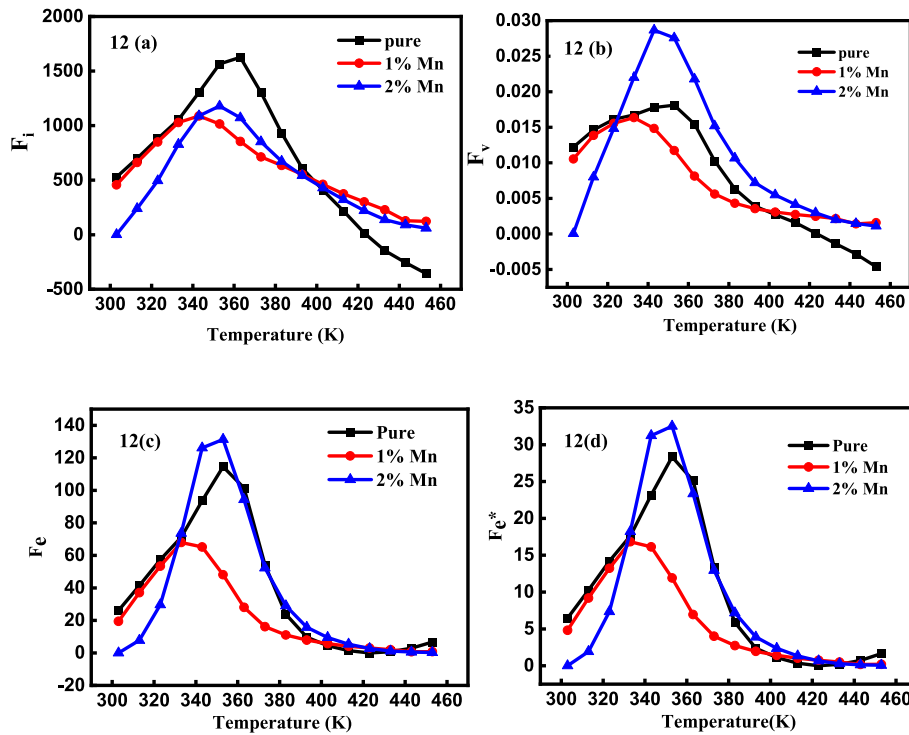 12 (a)
pure
1% Mn
2% Mn
2000
1500
1000
500
0
-500
F_i
300 320 340 360 380 400 420 440 460
Temperature (K)
12 (b)
pure
1% Mn
2% Mn
0.030
0.025
0.020
0.015
0.010
0.005
0.000
-0.005
F_v
300 320 340 360 380 400 420 440 460
Temperature (K)
12(c)
Pure
1% Mn
2% Mn
140
120
100
80
60
40
20
0
-20
Fe
300 320 340 360 380 400 420 440 460
Temperature(K)
12(d)
Pure
1% Mn
2% Mn
35
30
25
20
15
10
5
0
Fe*
300 320 340 360 380 400 420 440 460
Temperature(K)